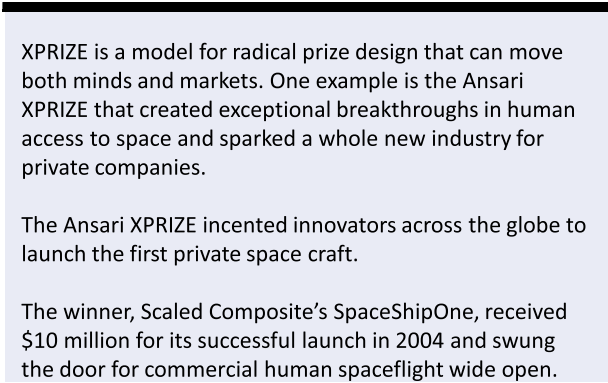 XPRIZE is a model for radical prize design that can move
both minds and markets. One example is the Ansari
XPRIZE that created exceptional breakthroughs in human
access to space and sparked a whole new industry for
private companies.
The Ansari XPRIZE incented innovators across the globe to
launch the first private space craft.
The winner, Scaled Composite’s SpaceShipOne, received
$10 million for its successful launch in 2004 and swung
the door for commercial human spaceflight wide open.